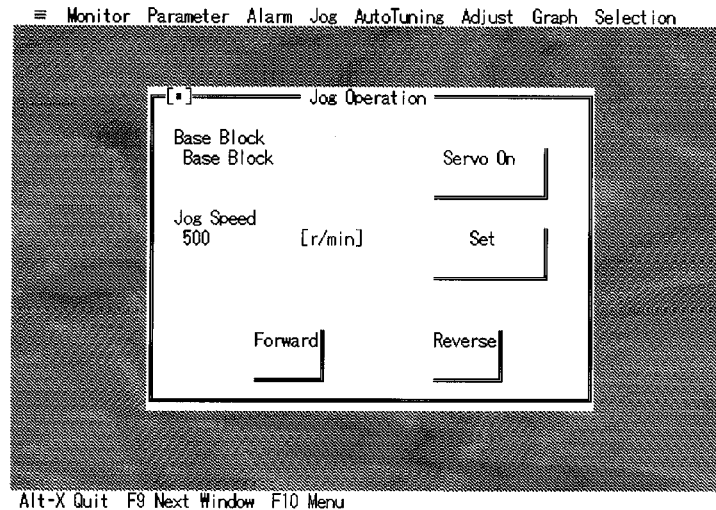 ≡ Monitor Parameter Alarm Jog AutoTuning Adjust Graph Selection
[▪] Jog Operation
Base Block
Base Block
Servo On
Jog Speed
500 [r/min]
Set
Forward
Reverse
Alt-X Quit F9 Next Window F10 Menu